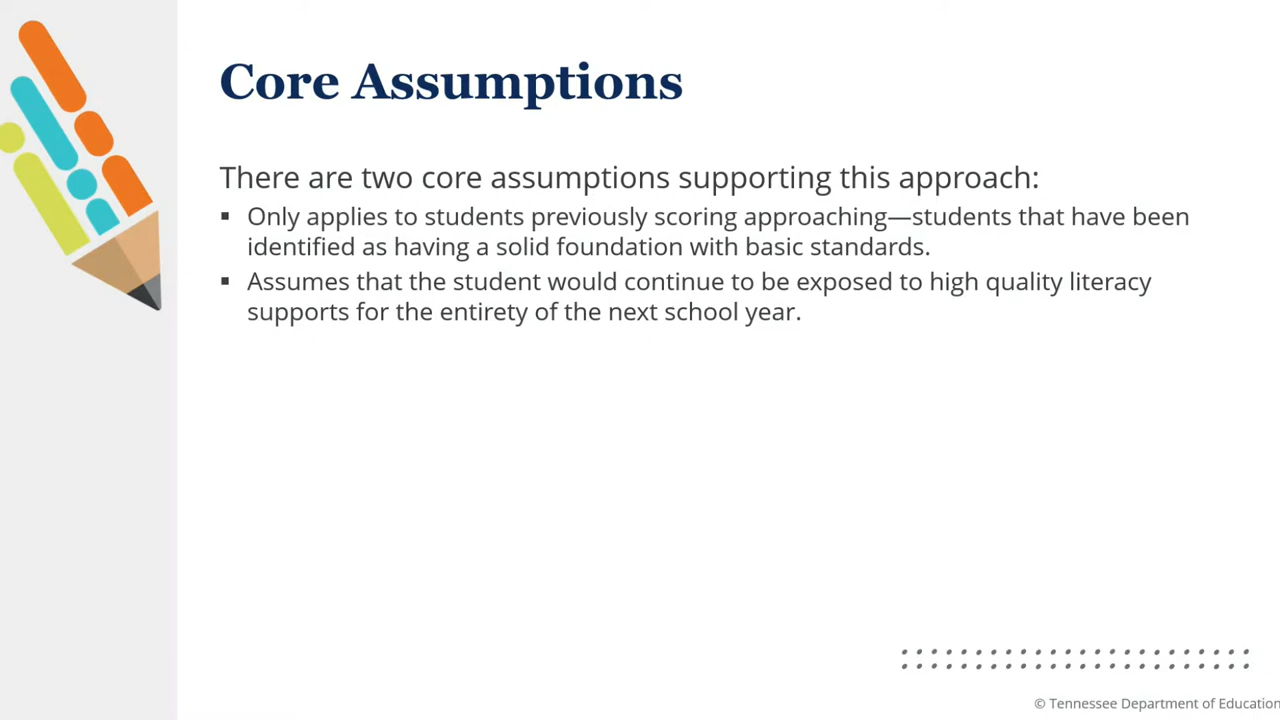 Core Assumptions
There are two core assumptions supporting this approach:
▪ Only applies to students previously scoring approaching—students that have been
identified as having a solid foundation with basic standards.
▪ Assumes that the student would continue to be exposed to high quality literacy
supports for the entirety of the next school year.
© Tennessee Department of Education